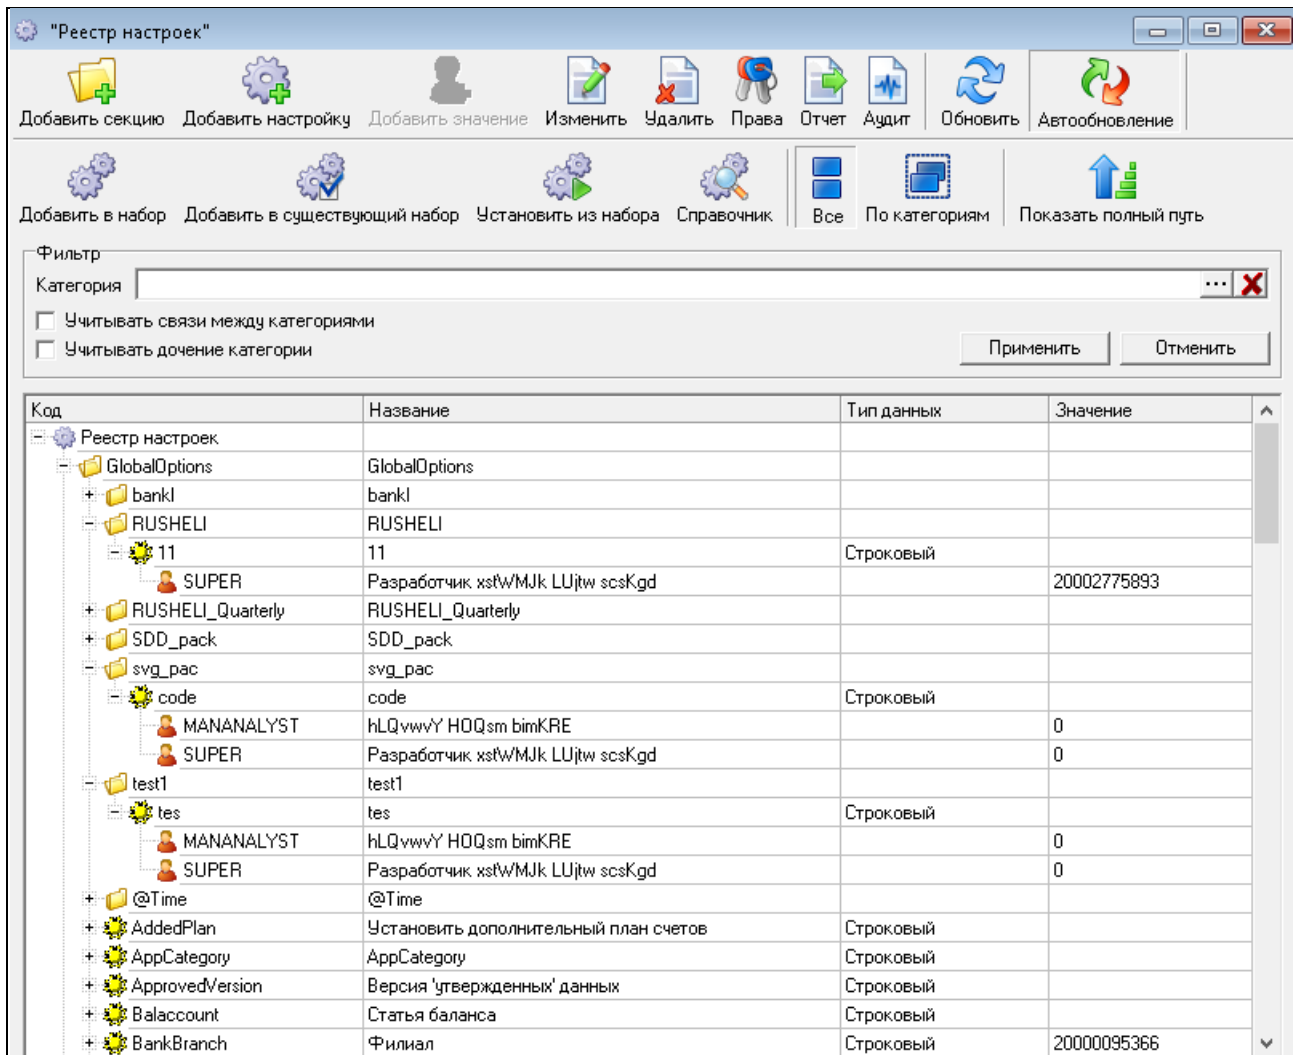 "Реестр настроек"
Добавить секцию Добавить настройку Добавить значение Изменить Удалить Права Отчет Аудит Обновить Автообновление
Добавить в набор Добавить в существующий набор Установить из набора Справочник Все По категориям Показать полный путь
Фильтр
Категория ...
Учитывать связи между категориями
Учитывать дочение категории
Применить Отменить
Код Название Тип данных Значение
Реестр настроек
GlobalOptions GlobalOptions
bankI bankI
RUSHELI RUSHELI
11 11 Строковый
SUPER Разработчик xstWMJk LUjtw scsKgd 20002775893
RUSHELI_Quarterly RUSHELI_Quarterly
SDD_pack SDD_pack
svg_pac svg_pac
code code Строковый
MANANALYST hLQvwvY HOQsm bimKRE 0
SUPER Разработчик xstWMJk LUjtw scsKgd 0
test1 test1
tes tes Строковый
MANANALYST hLQvwvY HOQsm bimKRE 0
SUPER Разработчик xstWMJk LUjtw scsKgd 0
@Time @Time
AddedPlan Установить дополнительный план счетов Строковый
AppCategory AppCategory Строковый
ApprovedVersion Версия 'утвержденных' данных Строковый
Balaccount Статья баланса Строковый
BankBranch Филиал Строковый 20000095366